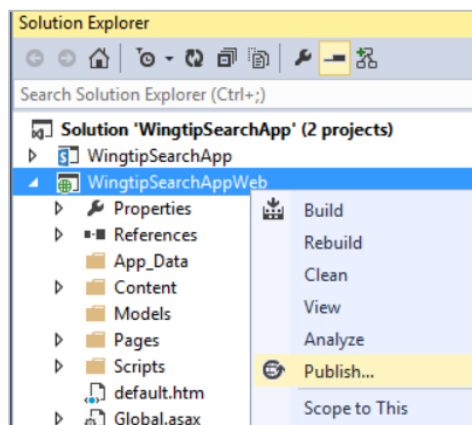 Solution Explorer
Search Solution Explorer (Ctrl+;)
Solution 'WingtipSearchApp' (2 projects)
WingtipSearchApp
WingtipSearchAppWeb
Properties
References
App_Data
Content
Models
Pages
Scripts
default.htm
Global.asax
Build
Rebuild
Clean
View
Analyze
Publish...
Scope to This